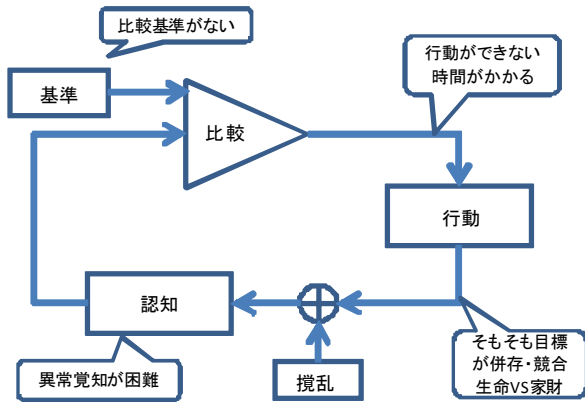 比較基準がない
行動ができない
時間がかかる
基準
比較
行動
認知
異常覚知が困難
攪乱
そもそも目標
が併存・競合
生命VS家財